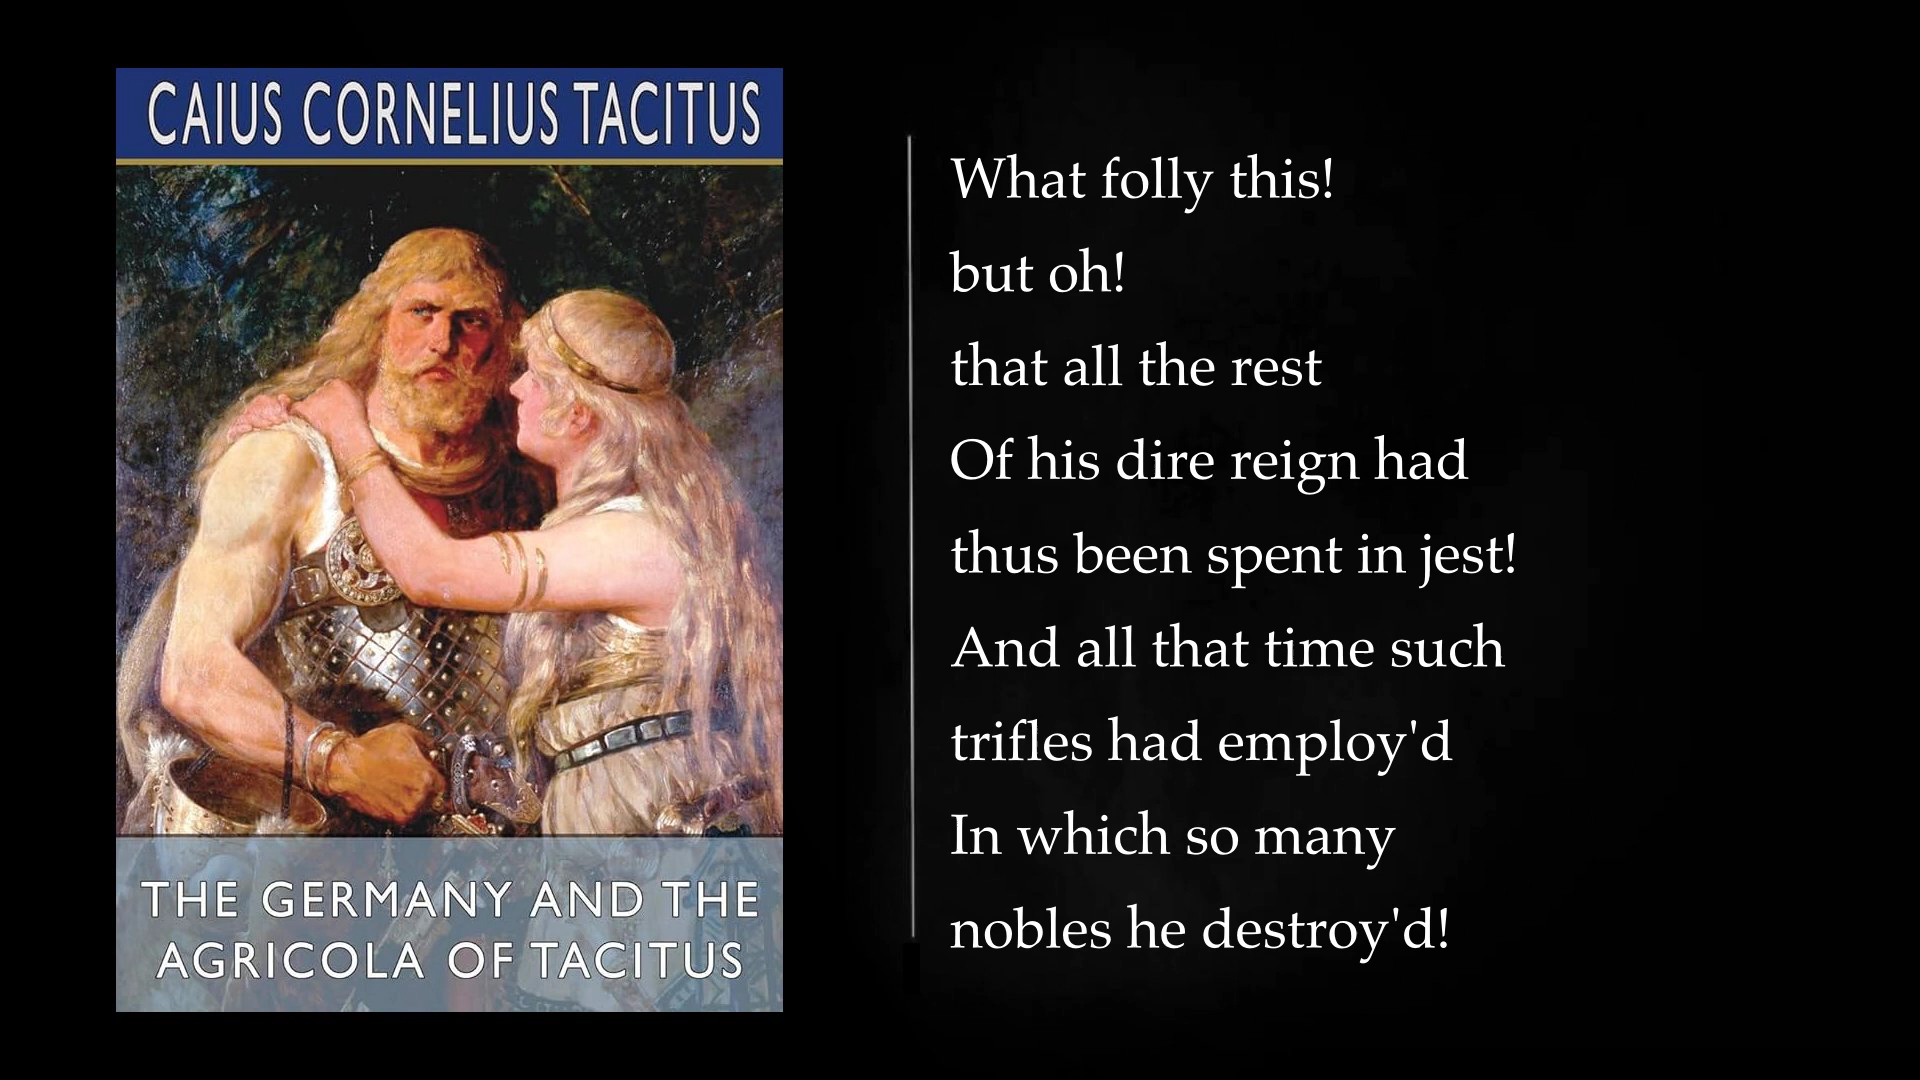 CAIUS CORNELIUS TACITUS
THE GERMANY AND THE
AGRICOLA OF TACITUS
What folly this!
but oh!
that all the rest
Of his dire reign had
thus been spent in jest!
And all that time such
trifles had employ'd
In which so many
nobles he destroy'd!